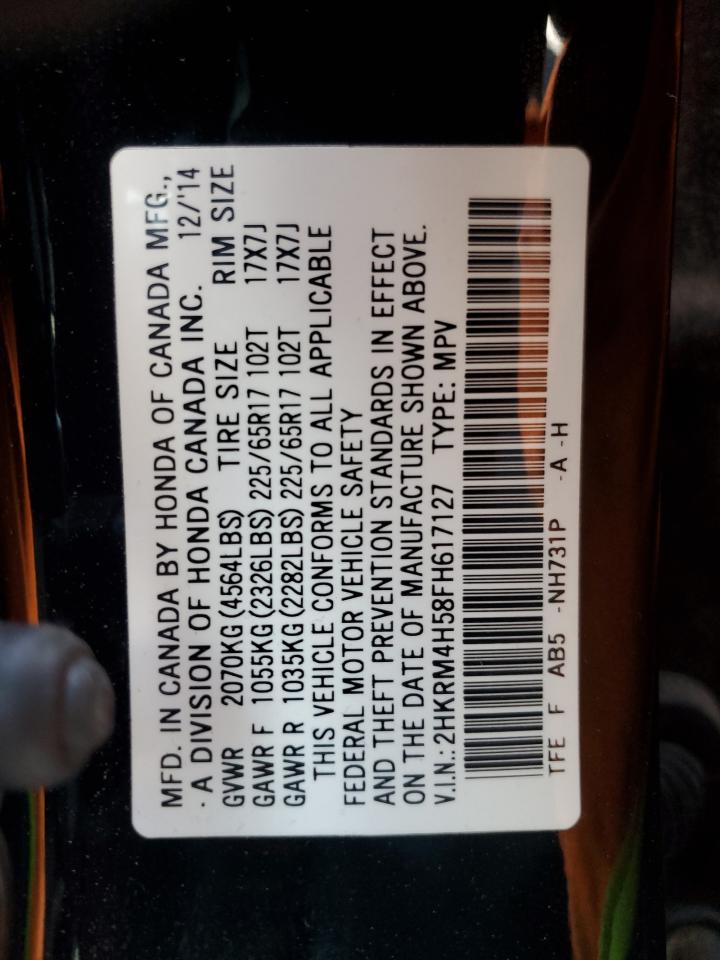 MFD. IN CANADA BY HONDA OF CANADA MFG.,
· A DIVISION OF HONDA CANADA INC. 12/'14
GVWR 2070KG (4564LBS) TIRE SIZE RIM SIZE
GAWR F 1055KG (2326LBS) 225/65R17 102T 17X7J
GAWR R 1035KG (2282LBS) 225/65R17 102T 17X7J
THIS VEHICLE CONFORMS TO ALL APPLICABLE
FEDERAL MOTOR VEHICLE SAFETY
AND THEFT PREVENTION STANDARDS IN EFFECT
ON THE DATE OF MANUFACTURE SHOWN ABOVE.
V.I.N.: 2HKRM4H58FH617127 TYPE: MPV
TFE F AB5 -NH731P -A -H